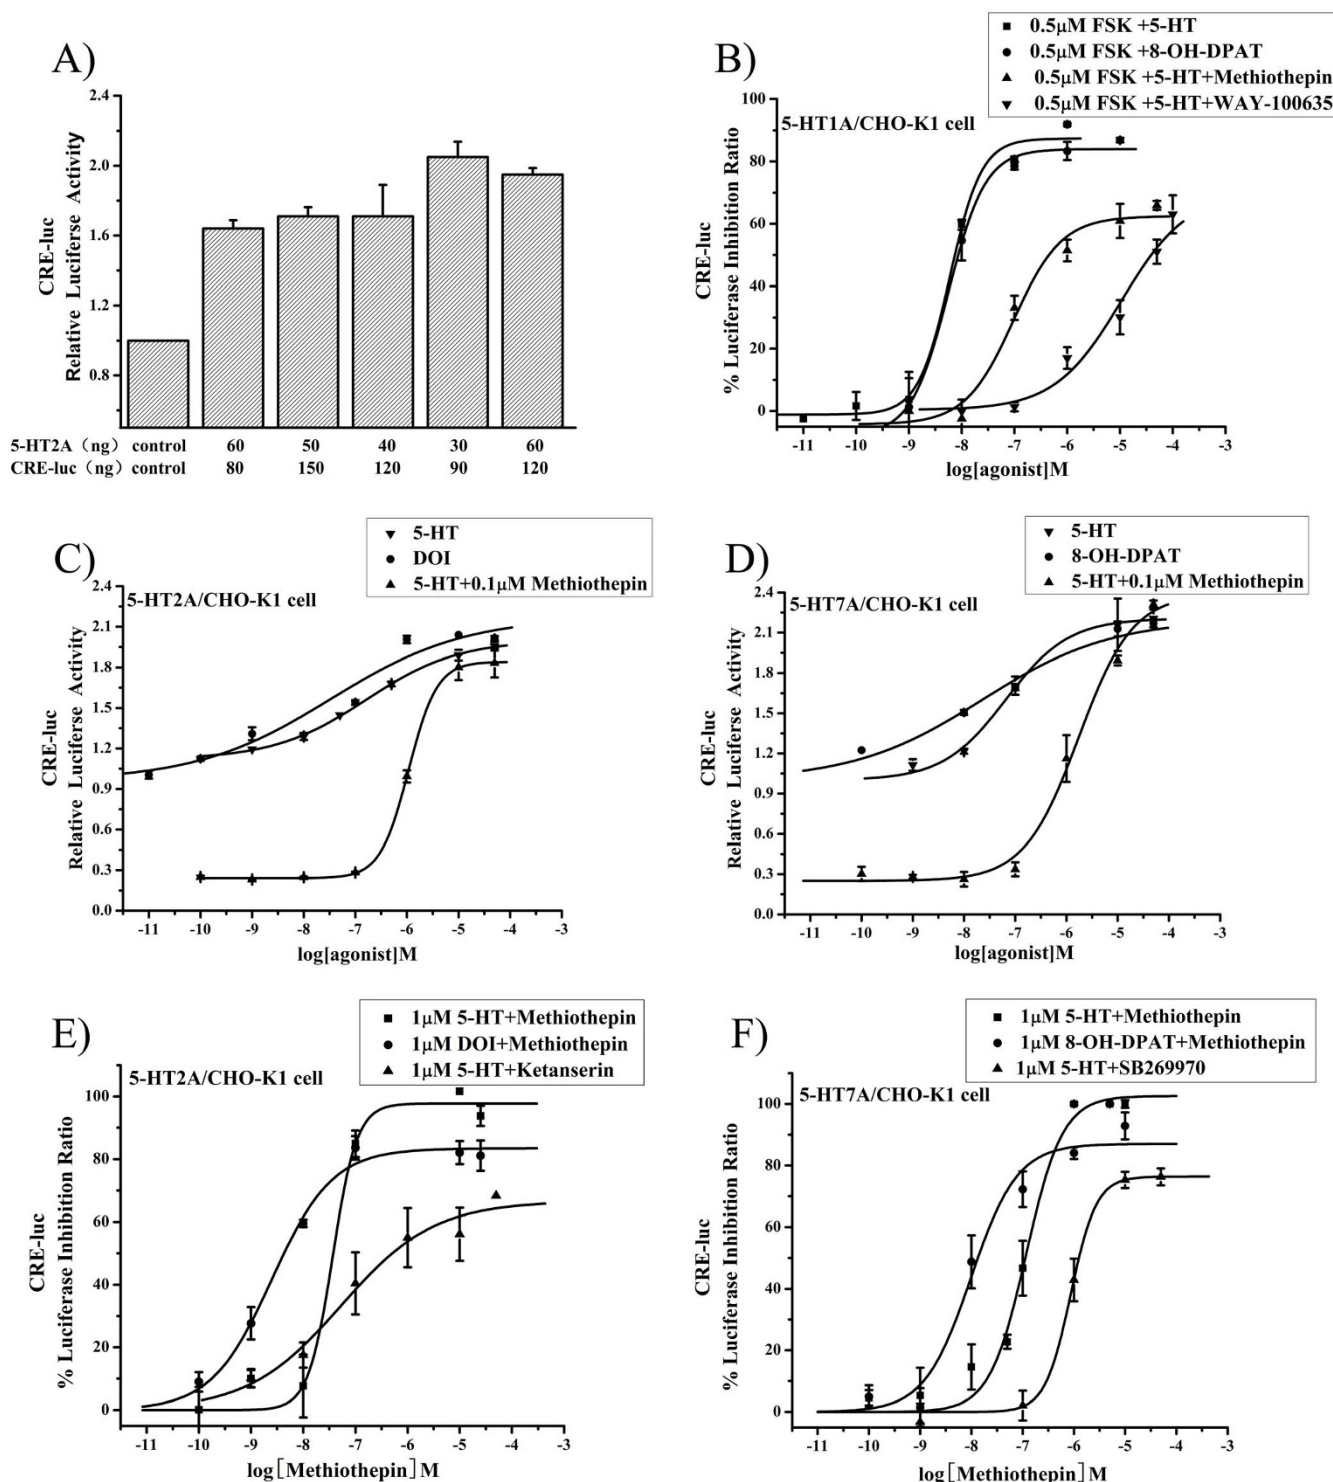 A)
CRE-luc
Relative Luciferse Activity
2.4
2.0
1.6
1.2
0.8
5-HT2A（ng） control 60 50 40 30 60
CRE-luc（ng） control 80 150 120 90 120
B)
0.5μM FSK +5-HT
0.5μM FSK +8-OH-DPAT
0.5μM FSK +5-HT+Methiothepin
0.5μM FSK +5-HT+WAY-100635
5-HT1A/CHO-K1 cell
CRE-luc
% Luciferase Inbition Ratio
100
80
60
40
20
0
-11 -10 -9 -8 -7 -6 -5 -4 -3
log[agonist]M
C)
5-HT
DOI
5-HT+0.1μM Methiothepin
5-HT2A/CHO-K1 cell
CRE-luc
Relative Luciferse Activity
2.4
2.1
1.8
1.5
1.2
0.9
0.6
0.3
0.0
-11 -10 -9 -8 -7 -6 -5 -4 -3
log[agonist]M
D)
5-HT
8-OH-DPAT
5-HT+0.1μM Methiothepin
5-HT7A/CHO-K1 cell
CRE-luc
Relative Luciferse Activity
2.4
2.1
1.8
1.5
1.2
0.9
0.6
0.3
0.0
-11 -10 -9 -8 -7 -6 -5 -4 -3
log[agonist]M
E)
1μM 5-HT+Methiothepin
1μM DOI+Methiothepin
1μM 5-HT+Ketanserin
5-HT2A/CHO-K1 cell
CRE-luc
% Luciferase Inbition Ratio
100
80
60
40
20
0
-11 -10 -9 -8 -7 -6 -5 -4 -3
log[Methiothepin]M
F)
1μM 5-HT+Methiothepin
1μM 8-OH-DPAT+Methiothepin
1μM 5-HT+SB269970
5-HT7A/CHO-K1 cell
CRE-luc
% Luciferase Inbition Ratio
100
80
60
40
20
0
-11 -10 -9 -8 -7 -6 -5 -4 -3
log[Methiothepin]M